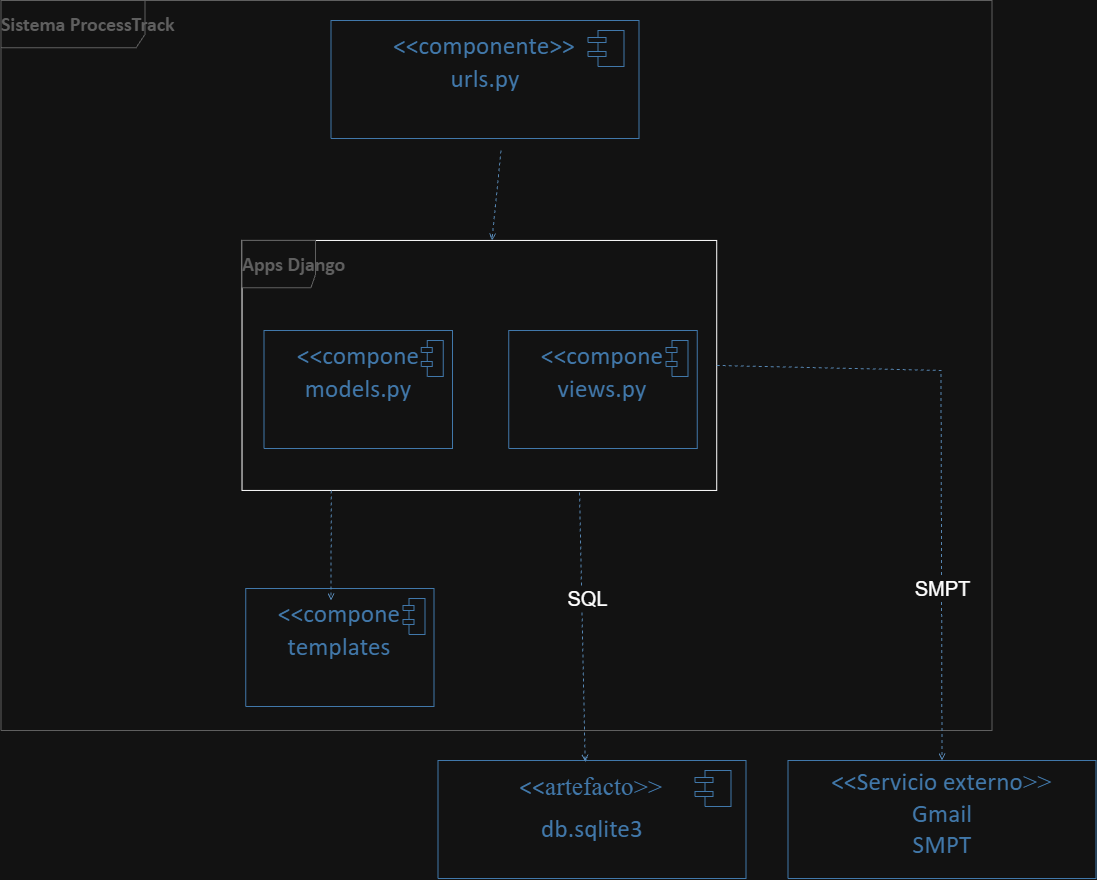 Sistema ProcessTrack
<<componente>>
urls.py
Apps Django
<<compone
models.py
<<compone
views.py
<<compone
templates
SQL
SMPT
<<artefacto>>
db.sqlite3
<<Servicio externo>>
Gmail
SMPT